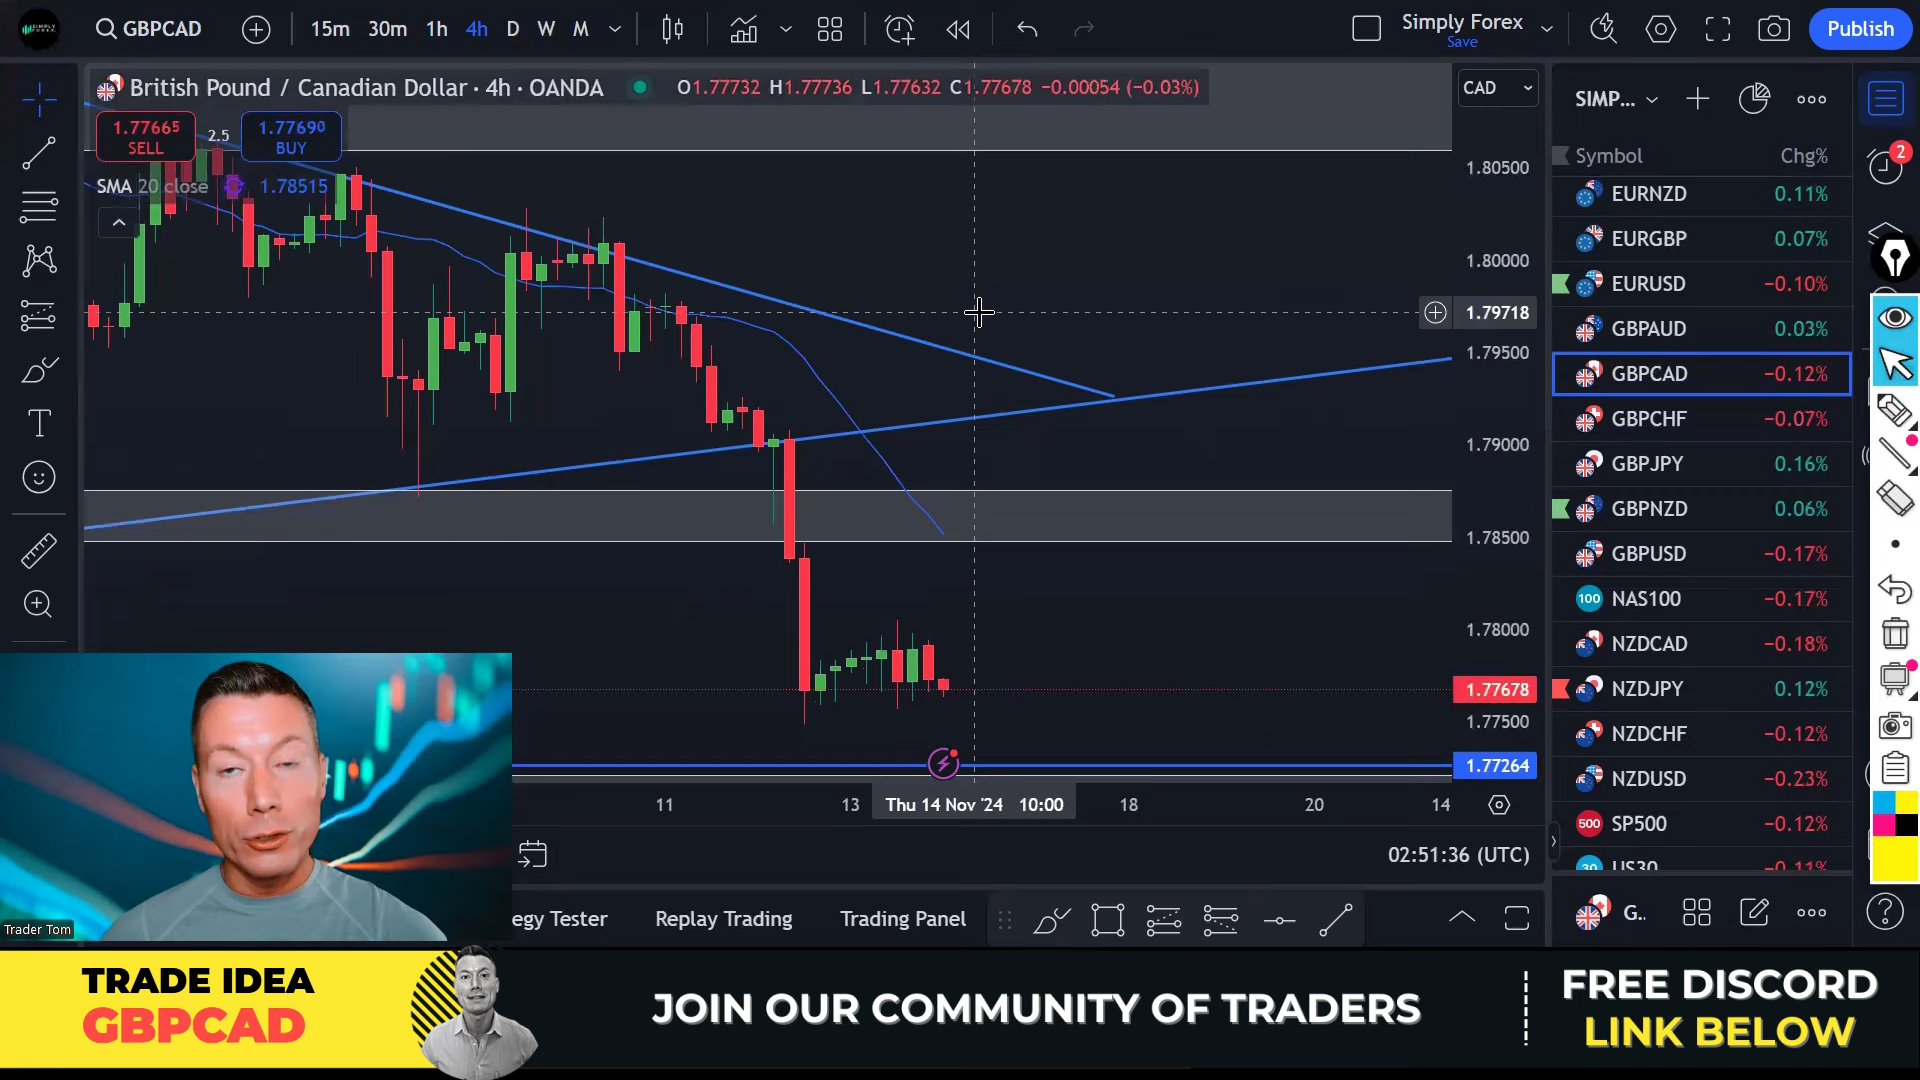 GBPCAD
15m 30m 1h 4h D W M
Simply Forex
Save
Publish
British Pound / Canadian Dollar · 4h · OANDA
O1.77732 H1.77736 L1.77632 C1.77678 −0.00054 (−0.03%)
CAD
1.77665
SELL
2.5
1.77690
BUY
SMA 20 close 1.78515
1.80500
1.80000
1.79718
1.79500
1.79000
1.78500
1.78000
1.77678
1.77500
1.77264
11
13
Thu 14 Nov '24 10:00
18
20
14
02:51:36 (UTC)
egy Tester
Replay Trading
Trading Panel
SIMP...
2
Symbol Chg%
EURNZD 0.11%
EURGBP 0.07%
EURUSD −0.10%
GBPAUD 0.03%
GBPCAD −0.12%
GBPCHF −0.07%
GBPJPY 0.16%
GBPNZD 0.06%
GBPUSD −0.17%
100 NAS100 −0.17%
NZDCAD −0.18%
NZDJPY 0.12%
NZDCHF −0.12%
NZDUSD −0.23%
500 SP500 −0.12%
30 US30 −0.11%
G..
Trader Tom
TRADE IDEA
GBPCAD
JOIN OUR COMMUNITY OF TRADERS
FREE DISCORD
LINK BELOW